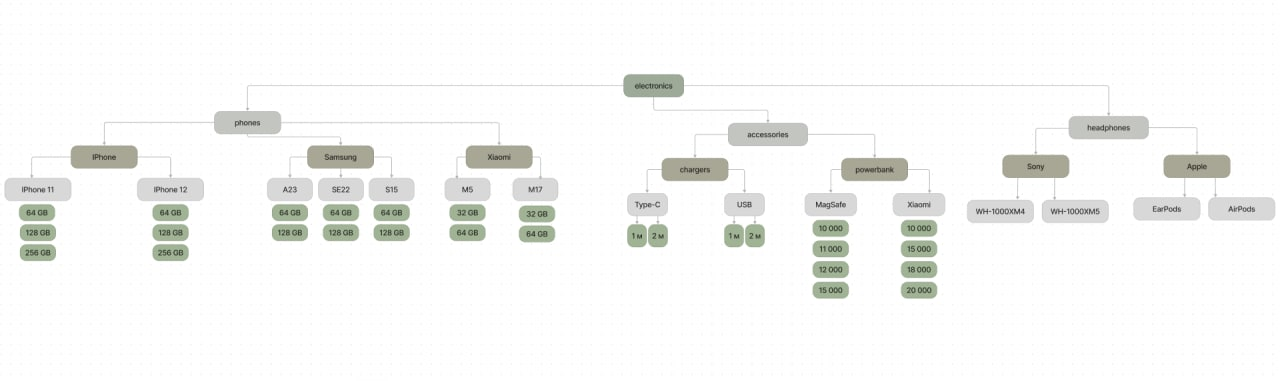 electronics
phones
accessories
headphones
IPhone
Samsung
Xiaomi
chargers
powerbank
Sony
Apple
IPhone 11
IPhone 12
A23
SE22
S15
M5
M17
Type-C
USB
MagSafe
Xiaomi
WH-1000XM4
WH-1000XM5
EarPods
AirPods
64 GB
128 GB
256 GB
64 GB
128 GB
256 GB
64 GB
128 GB
64 GB
128 GB
64 GB
128 GB
32 GB
64 GB
32 GB
64 GB
1 м
2 м
1 м
2 м
10 000
11 000
12 000
15 000
10 000
15 000
18 000
20 000